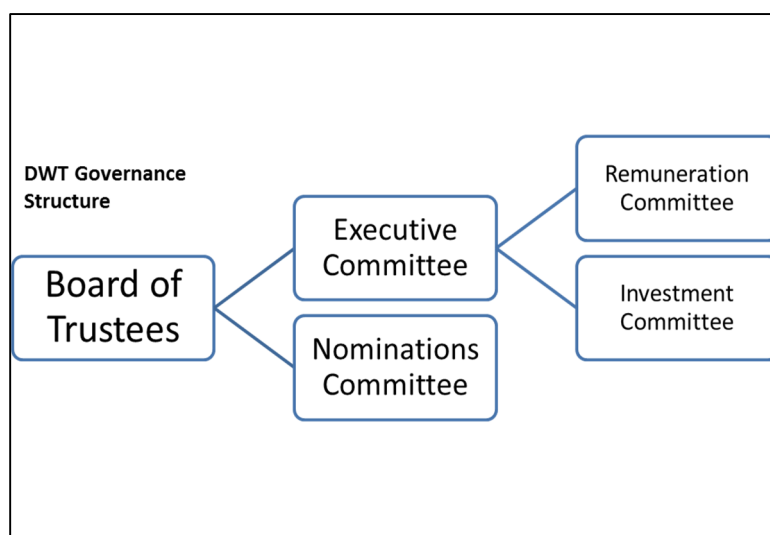 DWT Governance
Structure
Board of
Trustees
Executive
Committee
Nominations
Committee
Remuneration
Committee
Investment
Committee